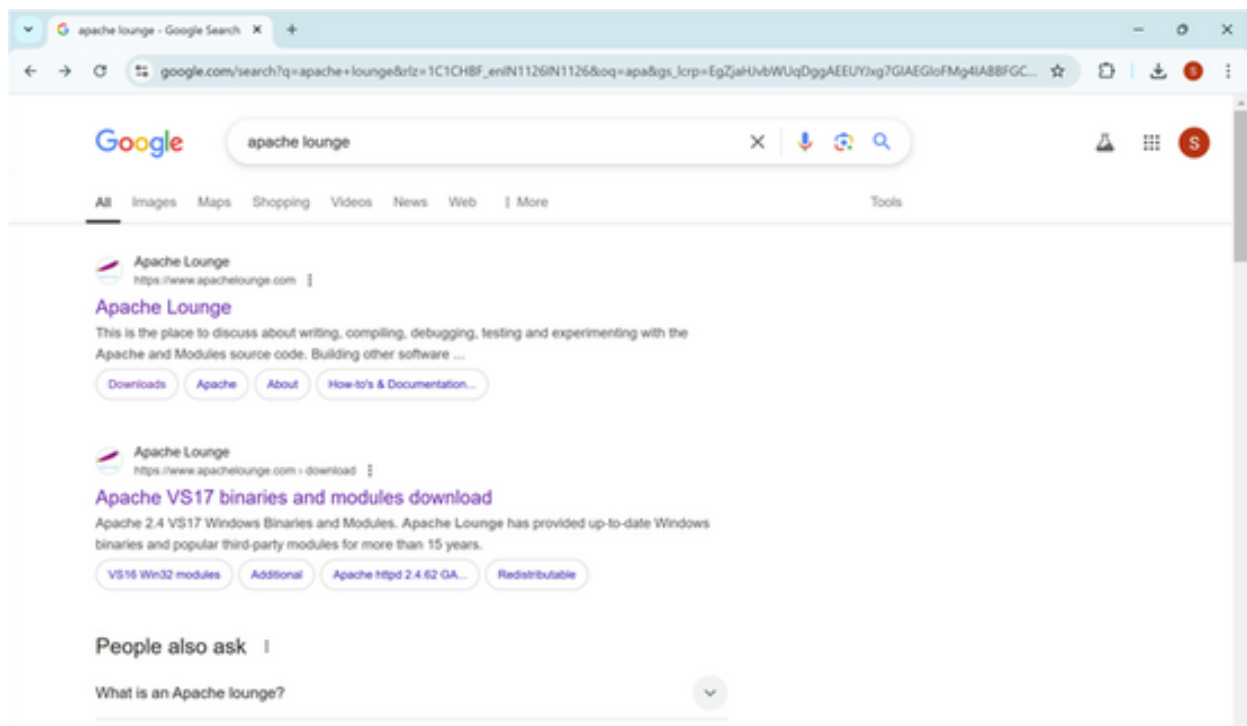 apache lounge - Google Search
google.com/search?q=apache+lounge&rlz=1C1CHBF_enIN1126IN1126&oq=apa&gs_lcrp=
S
Google
apache lounge
S
All Images Maps Shopping Videos News Web More Tools
Apache Lounge
https://www.apachelounge.com
Apache Lounge
This is the place to discuss about writing, compiling, debugging, testing and experimenting with the
Apache and Modules source code. Building other software ...
Downloads Apache About How-to's & Documentation...
Apache Lounge
https://www.apachelounge.com › download
Apache VS17 binaries and modules download
Apache 2.4 VS17 Windows Binaries and Modules. Apache Lounge has provided up-to-date Windows
binaries and popular third-party modules for more than 15 years.
VS16 Win32 modules Additional Apache httpd 2.4.62 GA... Redistributable
People also ask
What is an Apache lounge?